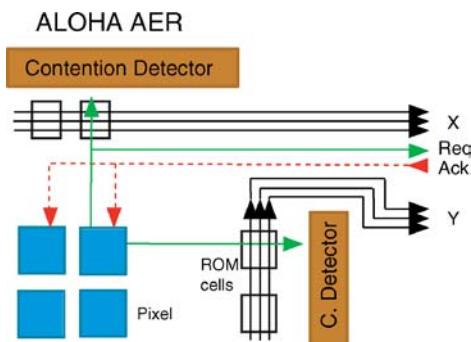 ALOHA AER
Contention Detector
X
Req
Ack
Y
ROM
cells
C. Detector
Pixel